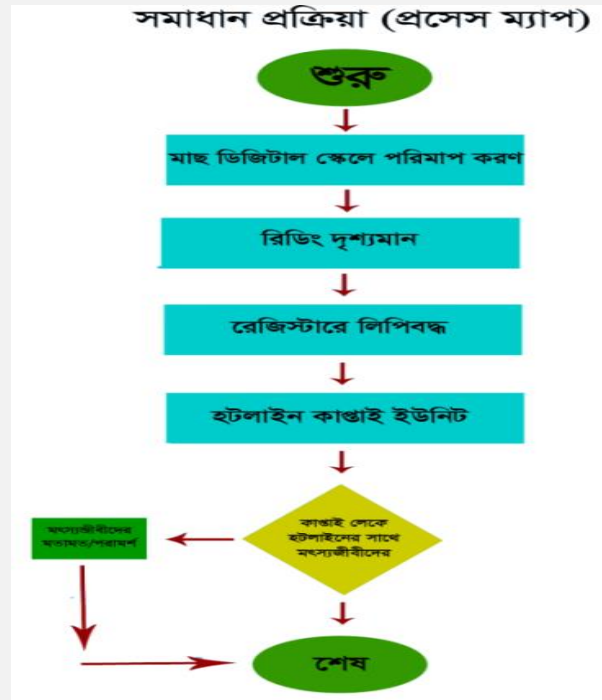 সমাধান প্রক্রিয়া (প্রসেস ম্যাপ)
শুরু
মাছ ডিজিটাল স্কেলে পরিমাপ করণ
রিডিং দৃশ্যমান
রেজিস্টারে লিপিবদ্ধ
হটলাইন কাপ্তাই ইউনিট
কাপ্তাই লেকে
হটলাইনের সাথে
মৎস্যজীবীদের
মৎস্যজীবীদের
মতামত/পরামর্শ
শেষ